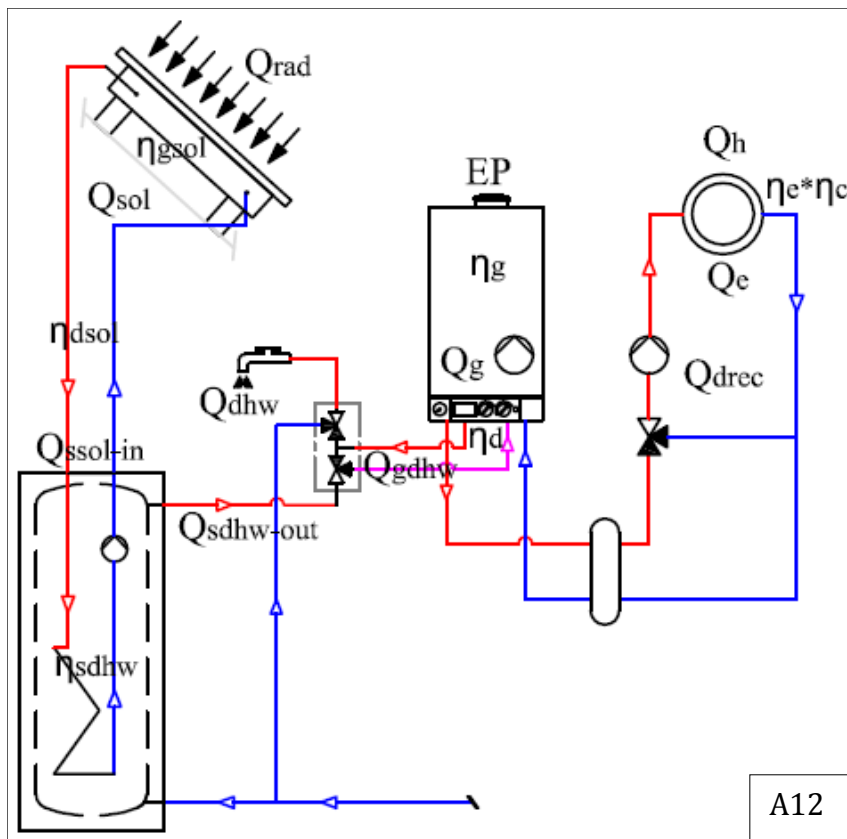 Qrad
ηgsol
Qsol
EP
Qh
ηe*ηc
ηg
Qe
ηdsol
Qg
Qdrec
Qdhw
ηd
Qssol-in
Qgdhw
Qsdhw-out
ηsdhw
A12